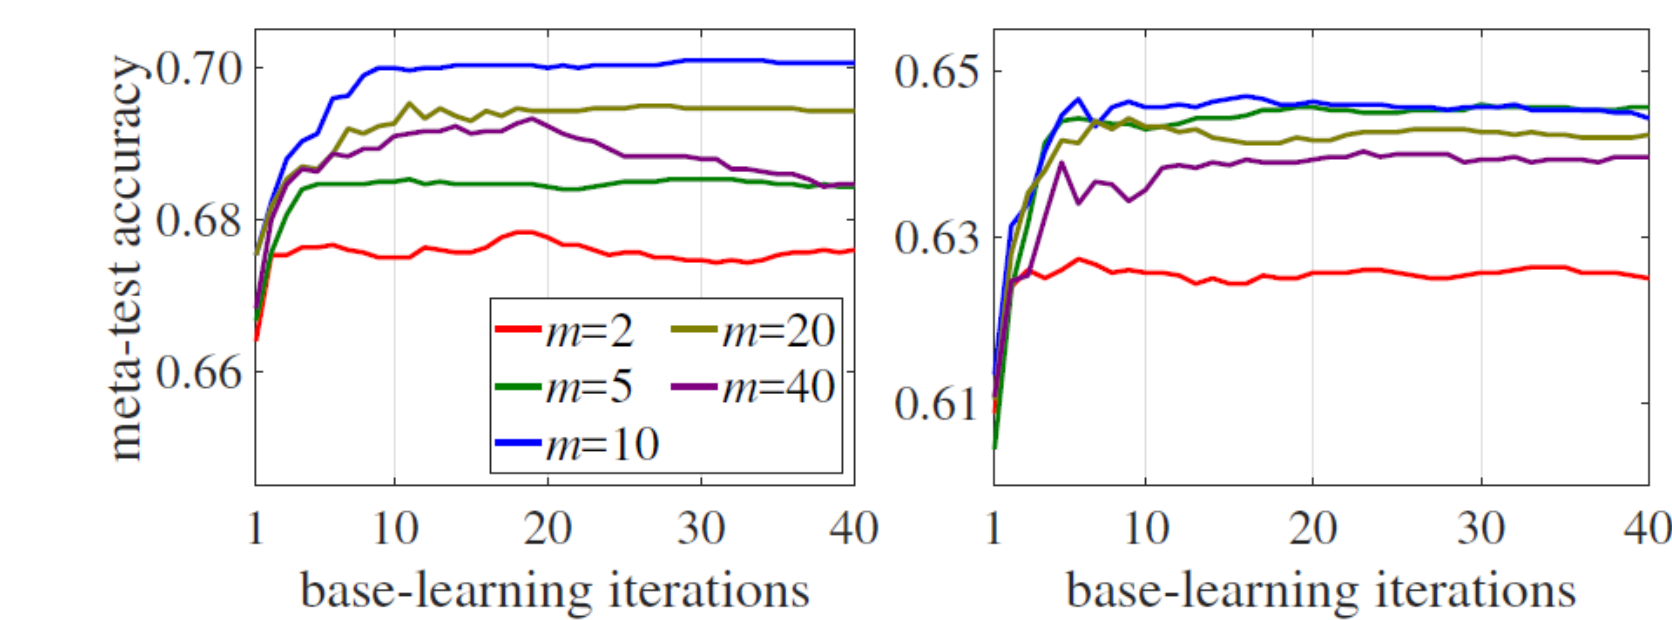 meta-test accuracy
0.70
0.68
0.66
m=2 m=20
m=5 m=40
m=10
1 10 20 30 40
base-learning iterations
0.65
0.63
0.61
1 10 20 30 40
base-learning iterations